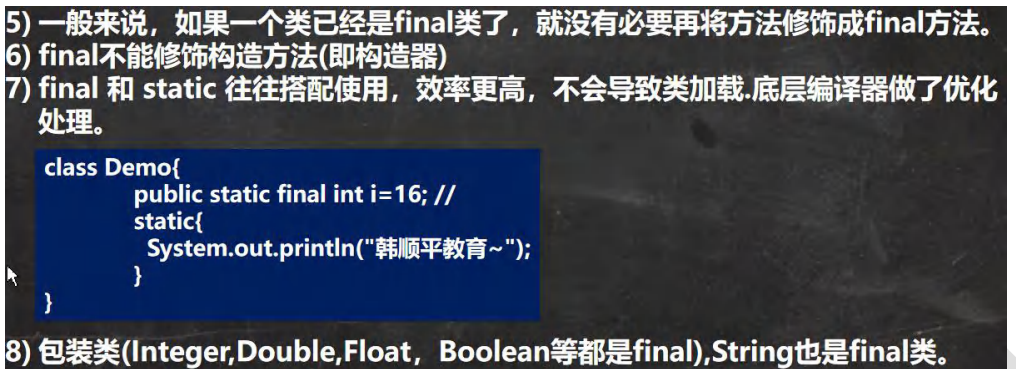 5) 一般来说，如果一个类已经是final类了，就没有必要再将方法修饰成final方法。
6) final不能修饰构造方法(即构造器)
7) final 和 static 往往搭配使用，效率更高，不会导致类加载.底层编译器做了优化
处理。
class Demo{
public static final int i=16; //
static{
System.out.println("韩顺平教育~");
}
}
8) 包装类(Integer,Double,Float，Boolean等都是final),String也是final类。